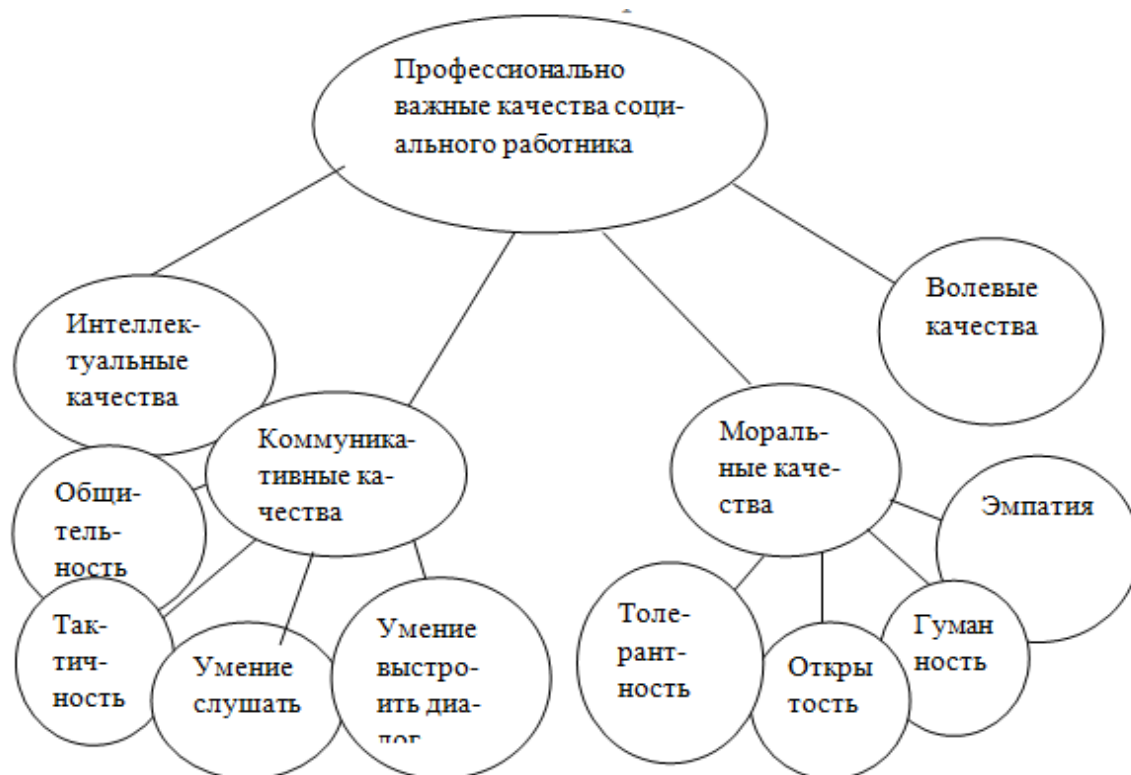 Профессионально
важные качества соци-
ального работника
Интеллек-
туальные
качества
Волевые
качества
Коммуника-
тивные ка-
чества
Мораль-
ные каче-
ства
Общи-
тель-
ность
Эмпатия
Так-
тич-
ность
Умение
слушать
Умение
выстро-
ить диа-
лог
Толе-
рант-
ность
Откры
тость
Гуман
ность